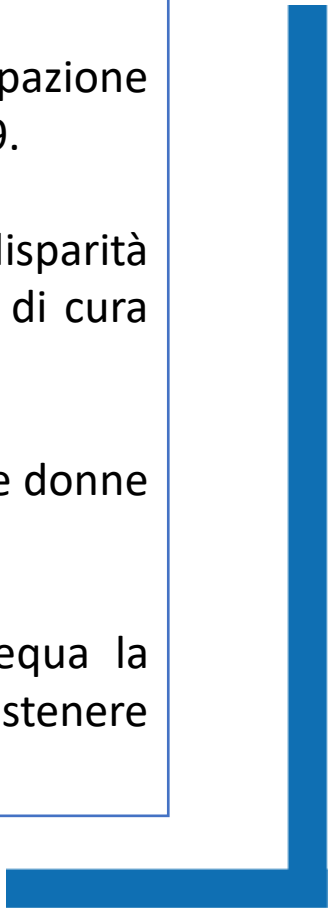 pazione
9.
disparità
di cura
e donne
equa la
stenere